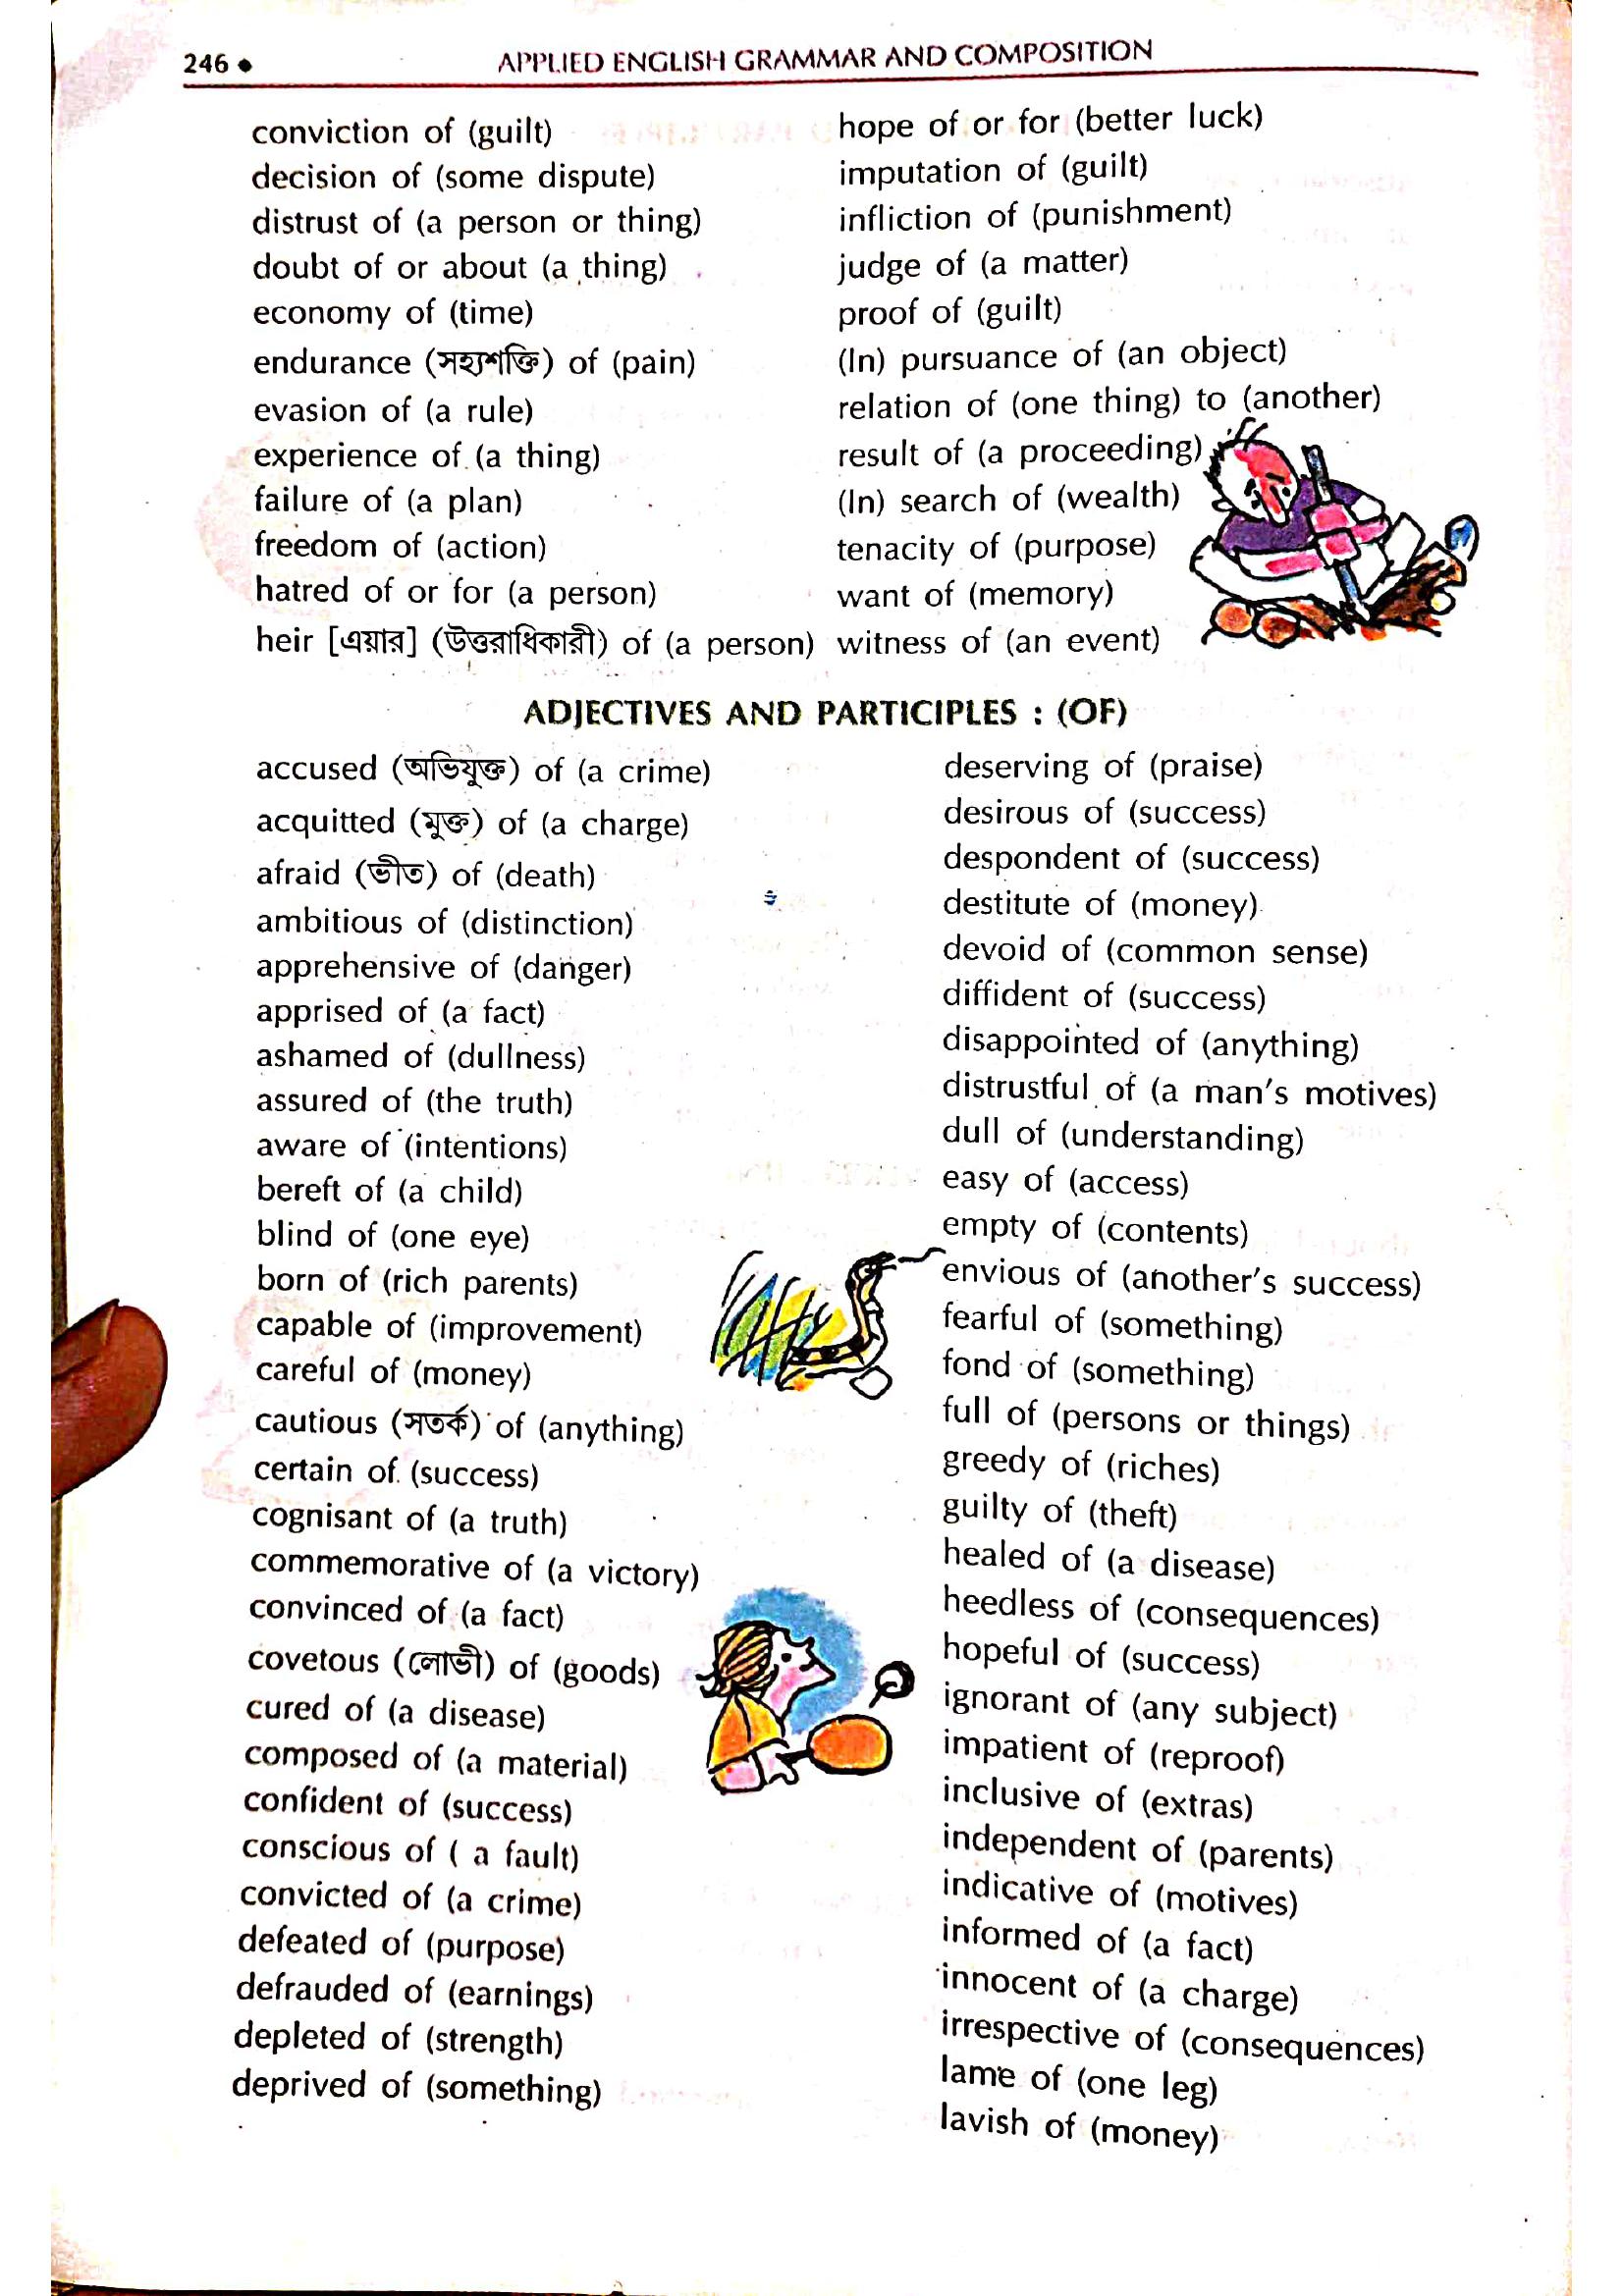 246 ♦ APPLIED ENGLISH GRAMMAR AND COMPOSITION
conviction of (guilt)
decision of (some dispute)
distrust of (a person or thing)
doubt of or about (a thing)
economy of (time)
endurance (সহ্যশক্তি) of (pain)
evasion of (a rule)
experience of (a thing)
failure of (a plan)
freedom of (action)
hatred of or for (a person)
heir [এয়ার] (উত্তরাধিকারী) of (a person)
hope of or for (better luck)
imputation of (guilt)
infliction of (punishment)
judge of (a matter)
proof of (guilt)
(In) pursuance of (an object)
relation of (one thing) to (another)
result of (a proceeding)
(In) search of (wealth)
tenacity of (purpose)
want of (memory)
witness of (an event)
ADJECTIVES AND PARTICIPLES : (OF)
accused (অভিযুক্ত) of (a crime)
acquitted (মুক্ত) of (a charge)
afraid (ভীত) of (death)
ambitious of (distinction)
apprehensive of (danger)
apprised of (a fact)
ashamed of (dullness)
assured of (the truth)
aware of (intentions)
bereft of (a child)
blind of (one eye)
born of (rich parents)
capable of (improvement)
careful of (money)
cautious (সতর্ক) of (anything)
certain of (success)
cognisant of (a truth)
commemorative of (a victory)
convinced of (a fact)
covetous (লোভী) of (goods)
cured of (a disease)
composed of (a material)
confident of (success)
conscious of ( a fault)
convicted of (a crime)
defeated of (purpose)
defrauded of (earnings)
depleted of (strength)
deprived of (something)
deserving of (praise)
desirous of (success)
despondent of (success)
destitute of (money)
devoid of (common sense)
diffident of (success)
disappointed of (anything)
distrustful of (a man's motives)
dull of (understanding)
easy of (access)
empty of (contents)
envious of (another's success)
fearful of (something)
fond of (something)
full of (persons or things)
greedy of (riches)
guilty of (theft)
healed of (a disease)
heedless of (consequences)
hopeful of (success)
ignorant of (any subject)
impatient of (reproof)
inclusive of (extras)
independent of (parents)
indicative of (motives)
informed of (a fact)
innocent of (a charge)
irrespective of (consequences)
lame of (one leg)
lavish of (money)